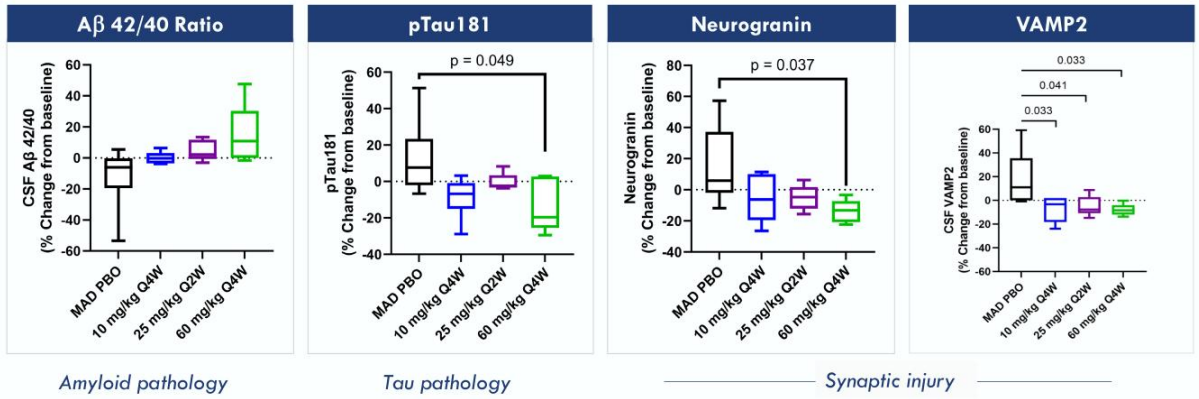 Aβ 42/40 Ratio
CSF Aβ 42/40
(% Change from baseline)
60
40
20
0
-20
-40
-60
MAD PBO
10 mg/kg Q4W
25 mg/kg Q2W
60 mg/kg Q4W
Amyloid pathology
pTau181
p = 0.049
pTau181
(% Change from baseline)
60
40
20
0
-20
-40
MAD PBO
10 mg/kg Q4W
25 mg/kg Q2W
60 mg/kg Q4W
Tau pathology
Neurogranin
p = 0.037
Neurogranin
(% Change from baseline)
80
60
40
20
0
-20
-40
MAD PBO
10 mg/kg Q4W
25 mg/kg Q2W
60 mg/kg Q4W
VAMP2
0.033
0.041
0.033
CSF VAMP2
(% Change from baseline)
60
40
20
0
-20
-40
-60
MAD PBO
10 mg/kg Q4W
25 mg/kg Q2W
60 mg/kg Q4W
Synaptic injury